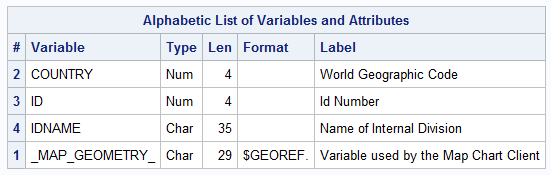 Alphabetic List of Variables and Attributes
# Variable Type Len Format Label
2 COUNTRY Num 4 World Geographic Code
3 ID Num 4 Id Number
4 IDNAME Char 35 Name of Internal Division
1 _MAP_GEOMETRY_ Char 29 $GEOREF. Variable used by the Map Chart Client